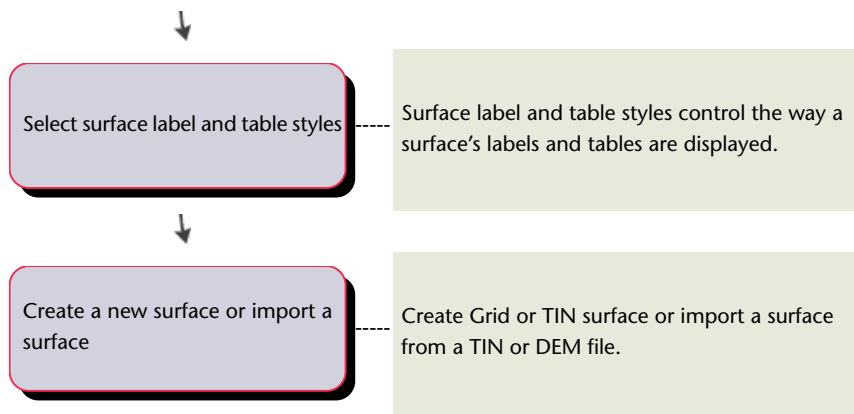 Select surface label and table styles
Surface label and table styles control the way a
surface’s labels and tables are displayed.
Create a new surface or import a
surface
Create Grid or TIN surface or import a surface
from a TIN or DEM file.